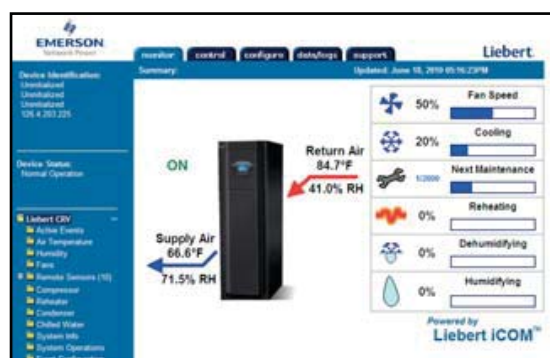 EMERSON
Network Power
monitor control configure data/logs support
Liebert
Summary: Updated: June 18, 2010 05:16:23PM
Device Identification:
Uninitialized
Uninitialized
Uninitialized
126.4.203.225
Device Status:
Normal Operation
Liebert CRV
Active Events
Air Temperature
Humidity
Fans
Remote Sensors (10)
Compressor
Reheater
Condenser
Chilled Water
System Info
System Operations
ON
Return Air
84.7°F
41.0% RH
Supply Air
66.6°F
71.5% RH
Fan Speed
50%
Cooling
20%
Next Maintenance
Reheating
0%
Dehumidifying
0%
Humidifying
0%
Powered by
Liebert iCOM™